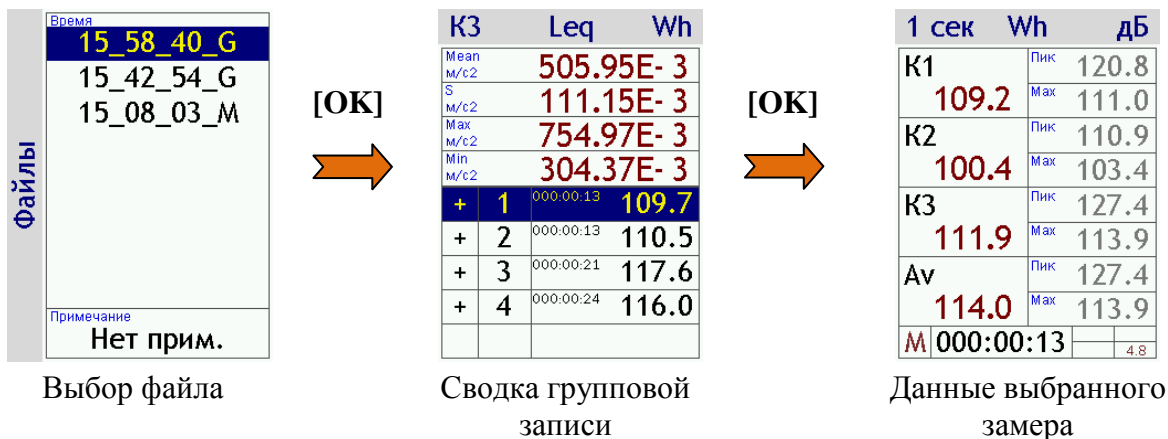 Файлы
Время
15_58_40_G
15_42_54_G
15_08_03_M
Примечание
Нет прим.
Выбор файла
[OK]
К3 Leq Wh
Mean м/с2 505.95E- 3
S м/с2 111.15E- 3
Max м/с2 754.97E- 3
Min м/с2 304.37E- 3
+ 1 000:00:13 109.7
+ 2 000:00:13 110.5
+ 3 000:00:21 117.6
+ 4 000:00:24 116.0
Сводка групповой
записи
[OK]
1 сек Wh дБ
К1 Пик 120.8
109.2 Max 111.0
К2 Пик 110.9
100.4 Max 103.4
К3 Пик 127.4
111.9 Max 113.9
Av Пик 127.4
114.0 Max 113.9
М 000:00:13 4.8
Данные выбранного
замера